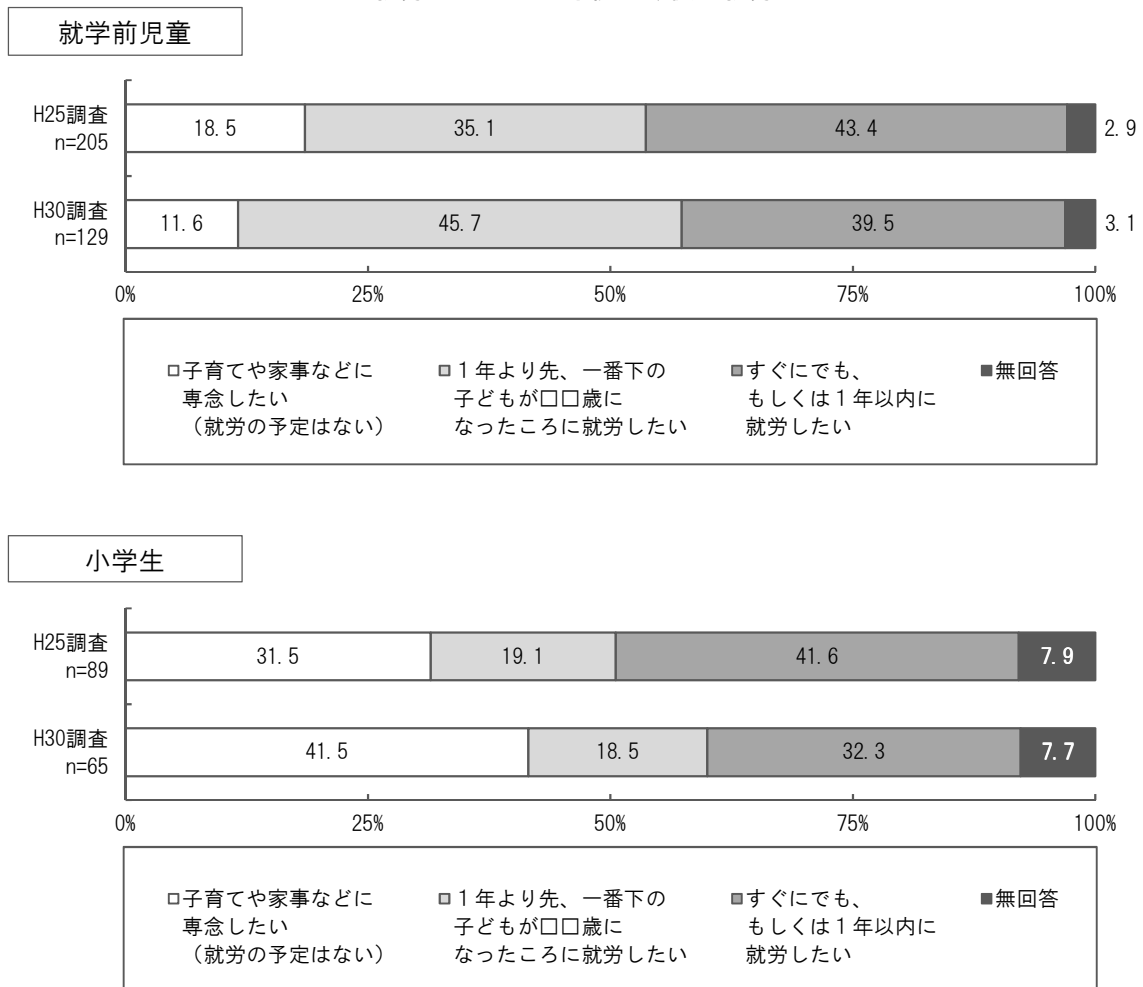 就学前児童
H25調査
n=205
18.5 35.1 43.4 2.9
H30調査
n=129
11.6 45.7 39.5 3.1
0% 25% 50% 75% 100%
□子育てや家事などに
専念したい
（就労の予定はない）
１年より先、一番下の
子どもが□□歳に
なったころに就労したい
すぐにでも、
もしくは１年以内に
就労したい
■無回答
小学生
H25調査
n=89
31.5 19.1 41.6 7.9
H30調査
n=65
41.5 18.5 32.3 7.7
0% 25% 50% 75% 100%
□子育てや家事などに
専念したい
（就労の予定はない）
１年より先、一番下の
子どもが□□歳に
なったころに就労したい
すぐにでも、
もしくは１年以内に
就労したい
■無回答